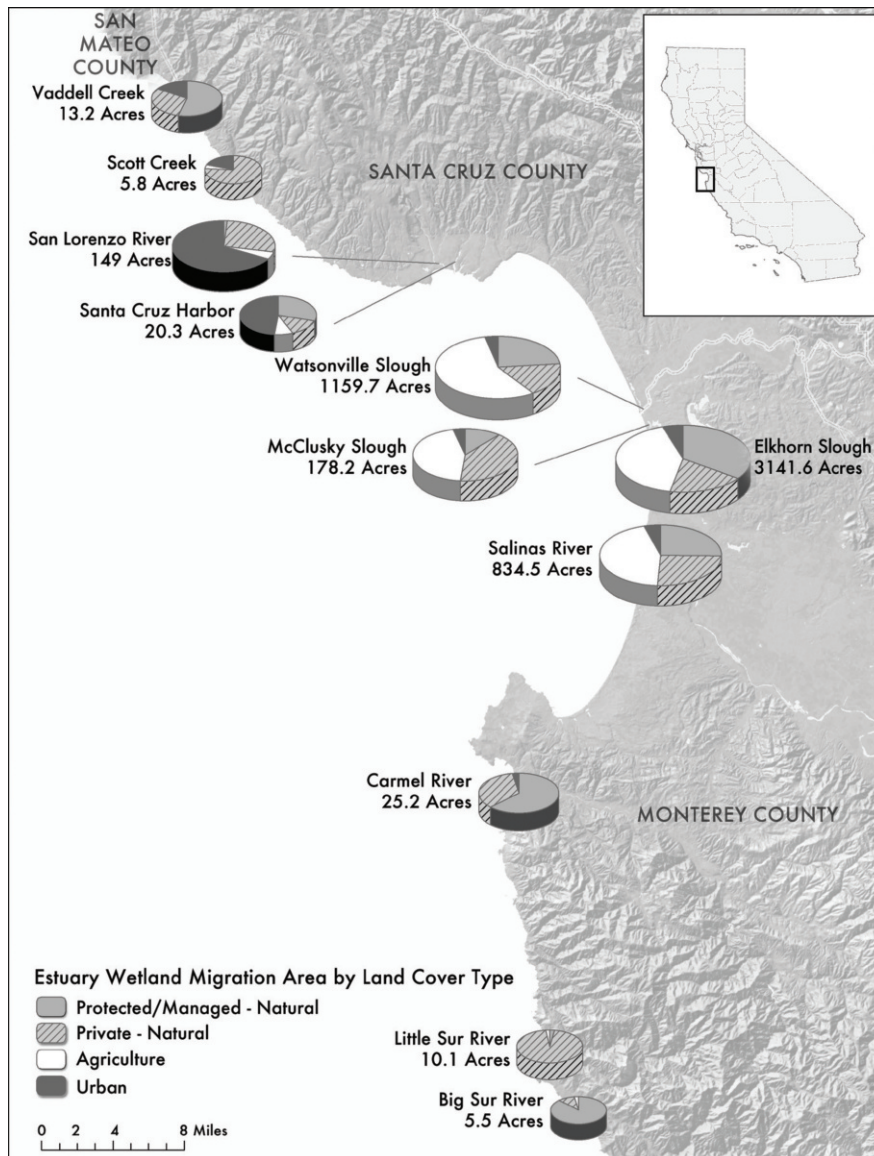 SAN
MATEO
COUNTY
Vaddell Creek
13.2 Acres
Scott Creek
5.8 Acres
SANTA CRUZ COUNTY
San Lorenzo River
149 Acres
Santa Cruz Harbor
20.3 Acres
Watsonville Slough
1159.7 Acres
McClusky Slough
178.2 Acres
Elkhorn Slough
3141.6 Acres
Salinas River
834.5 Acres
Carmel River
25.2 Acres
MONTEREY COUNTY
Estuary Wetland Migration Area by Land Cover Type
Protected/Managed - Natural
Private - Natural
Agriculture
Urban
Little Sur River
10.1 Acres
Big Sur River
5.5 Acres
0 2 4 8 Miles